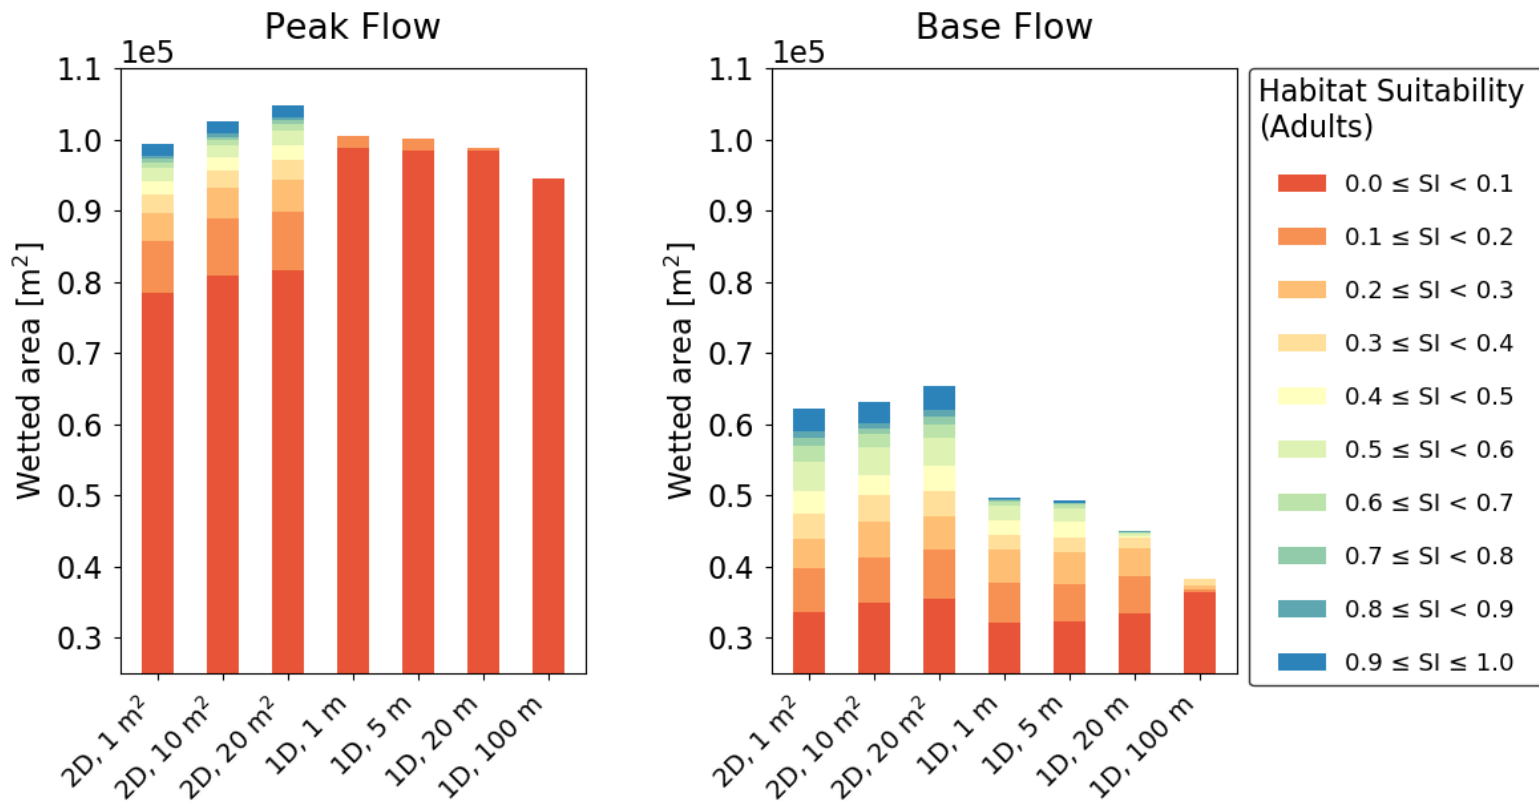 Peak Flow
1e5
Wetted area [m²]
1.1
1.0
0.9
0.8
0.7
0.6
0.5
0.4
0.3
2D, 1 m²
2D, 10 m²
2D, 20 m²
1D, 1 m
1D, 5 m
1D, 20 m
1D, 100 m
Base Flow
1e5
Wetted area [m²]
1.1
1.0
0.9
0.8
0.7
0.6
0.5
0.4
0.3
2D, 1 m²
2D, 10 m²
2D, 20 m²
1D, 1 m
1D, 5 m
1D, 20 m
1D, 100 m
Habitat Suitability
(Adults)
0.0 ≤ SI < 0.1
0.1 ≤ SI < 0.2
0.2 ≤ SI < 0.3
0.3 ≤ SI < 0.4
0.4 ≤ SI < 0.5
0.5 ≤ SI < 0.6
0.6 ≤ SI < 0.7
0.7 ≤ SI < 0.8
0.8 ≤ SI < 0.9
0.9 ≤ SI ≤ 1.0